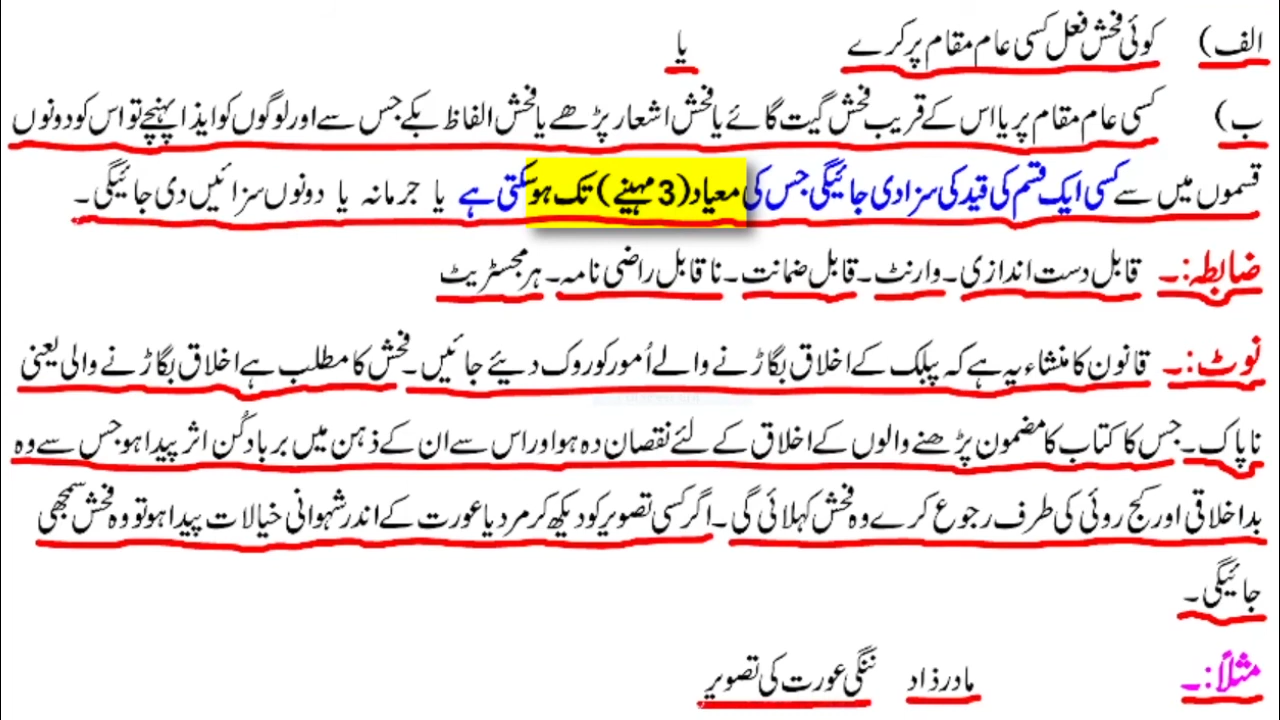 الف) کوئی فحش فعل کسی عام مقام پر کرے یا
ب) کسی عام مقام پر یا اس کے قریب فحش گیت گائے یا فحش اشعار پڑھے یا فحش الفاظ بکے جس سے اور لوگوں کو ایذا پہنچے تو اس کو دونوں
قسموں میں سے کسی ایک قسم کی قید کی سزا دی جائیگی جس کی معیاد (3 مہینے) تک ہو سکتی ہے یا جرمانہ یا دونوں سزائیں دی جائیگی۔
ضابطہ:۔ قابل دست اندازی۔ وارنٹ۔ قابل ضمانت۔ ناقابل راضی نامہ۔ ہر مجسٹریٹ
نوٹ:۔ قانون کا منشاء یہ ہے کہ پبلک کے اخلاق بگاڑنے والے اُمور کو روک دیئے جائیں۔ فحش کا مطلب ہے اخلاق بگاڑنے والی یعنی
ناپاک۔ جس کا کتاب کا مضمون پڑھنے والوں کے اخلاق کے لئے نقصان دہ ہو اور اس سے ان کے ذہن میں برباد کُن اثر پیدا ہو جس سے وہ
بد اخلاقی اور کج روئی کی طرف رجوع کرے وہ فحش کہلائی گی۔ اگر کسی تصویر کو دیکھ کر مرد یا عورت کے اندر شہوانی خیالات پیدا ہو تو وہ فحش سمجھی
جائیگی۔
مثلاً:۔ مادر زاد ننگی عورت کی تصویر